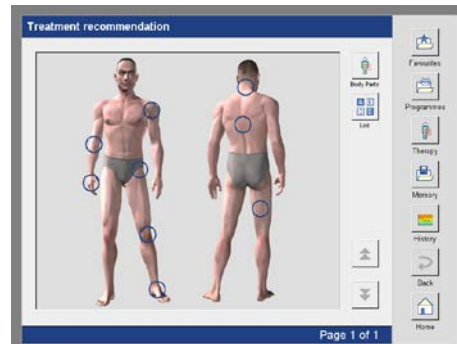 Treatment recommendation
Body Parts
List
Page 1 of 1
Favourites
Programmes
Therapy
Memory
History
Back
Home